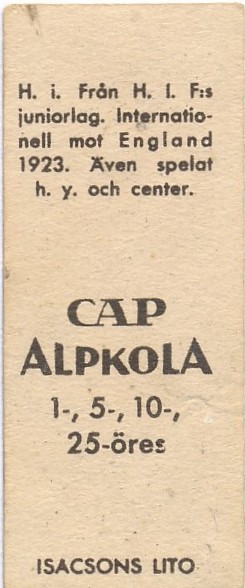 H. i. Från H. I. F:s
juniorlag. Internatio-
nell mot England
1923. Även spelat
h. y. och center.
CAP
ALPKOLA
1-, 5-, 10-,
25-öres
ISACSONS LITO